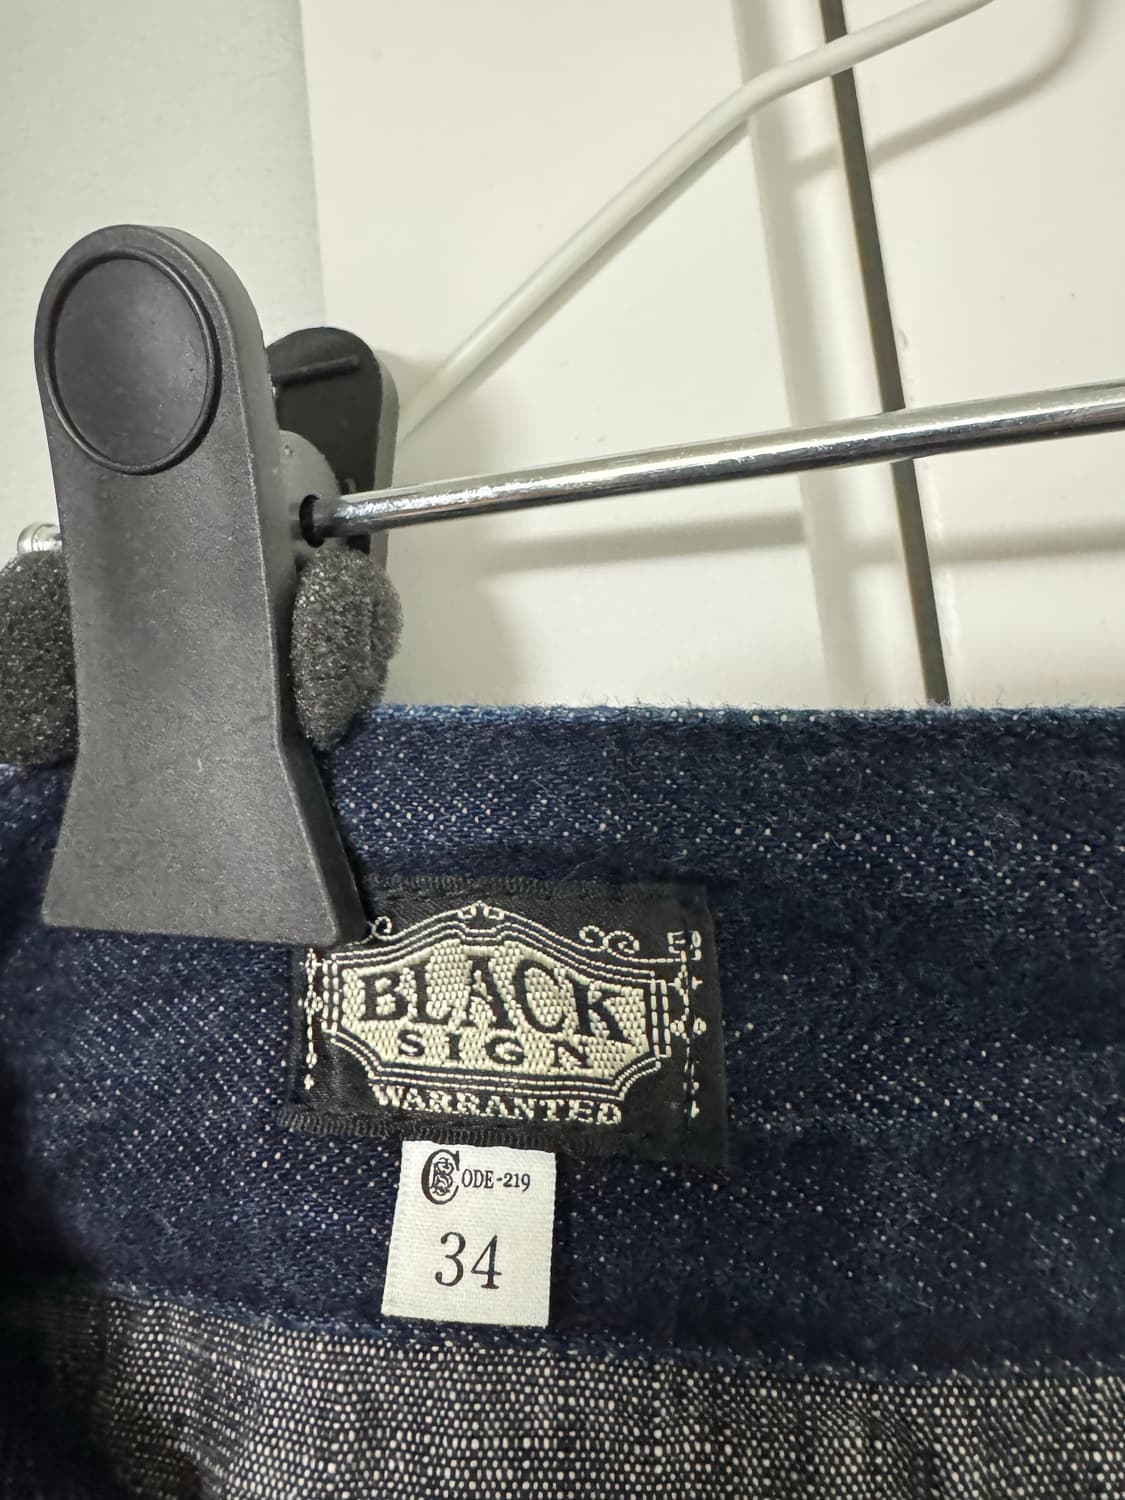 BLACK
SIGN
WARRANTED
CODE-219
34